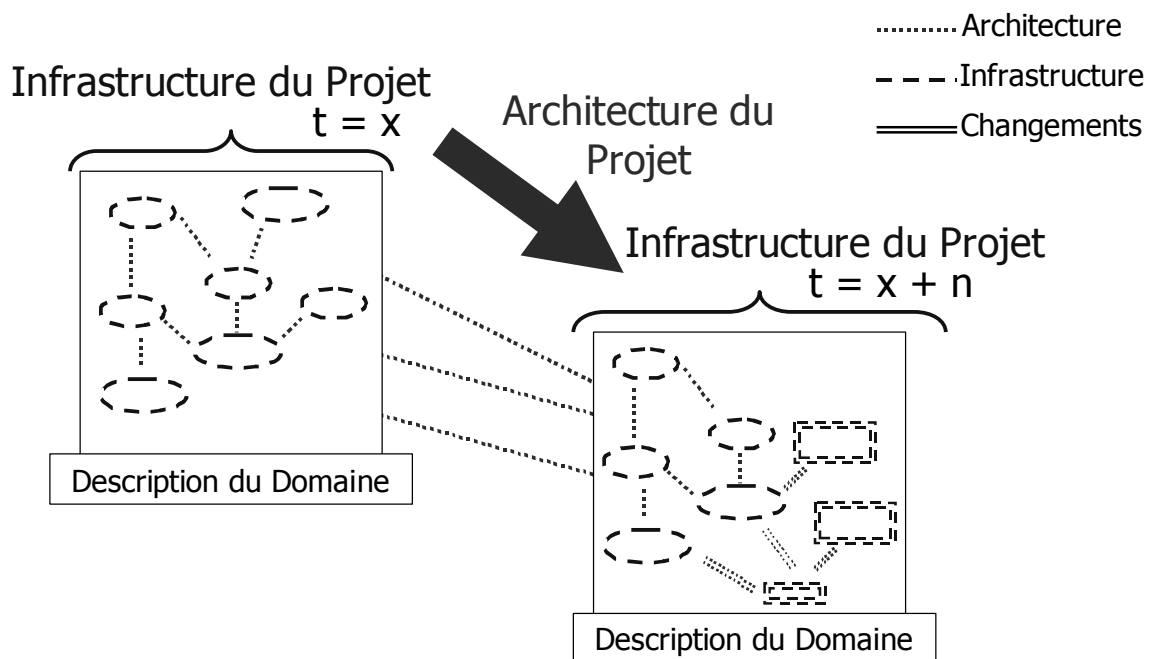 Architecture
Infrastructure
Changements
Infrastructure du Projet
t = x
Architecture du
Projet
Infrastructure du Projet
t = x + n
Description du Domaine
Description du Domaine